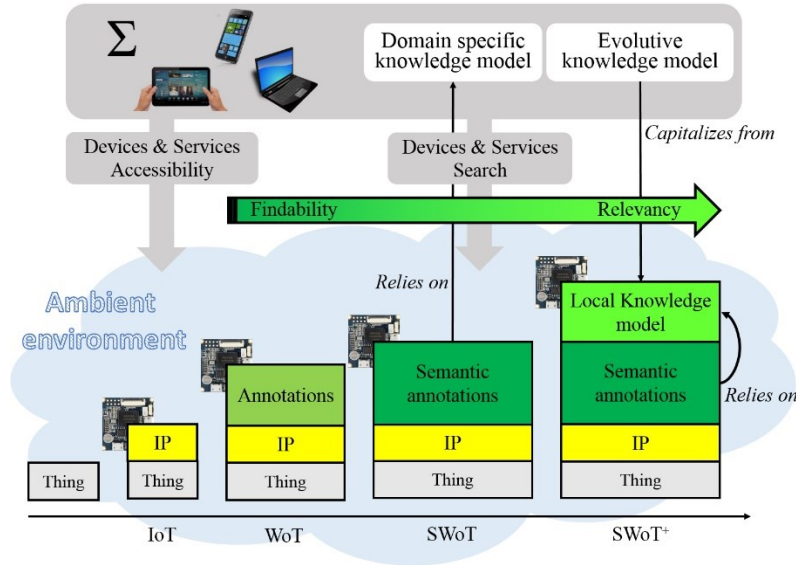 Σ
Domain specific
knowledge model
Evolutive
knowledge model
Devices & Services
Accessibility
Devices & Services
Search
Capitalizes from
Findability
Relevancy
Relies on
Ambient
environment
Local Knowledge
model
Annotations
Semantic
annotations
Semantic
annotations
Relies on
IP
IP
IP
IP
Thing
Thing
Thing
Thing
Thing
IoT
WoT
SWoT
SWoT⁺